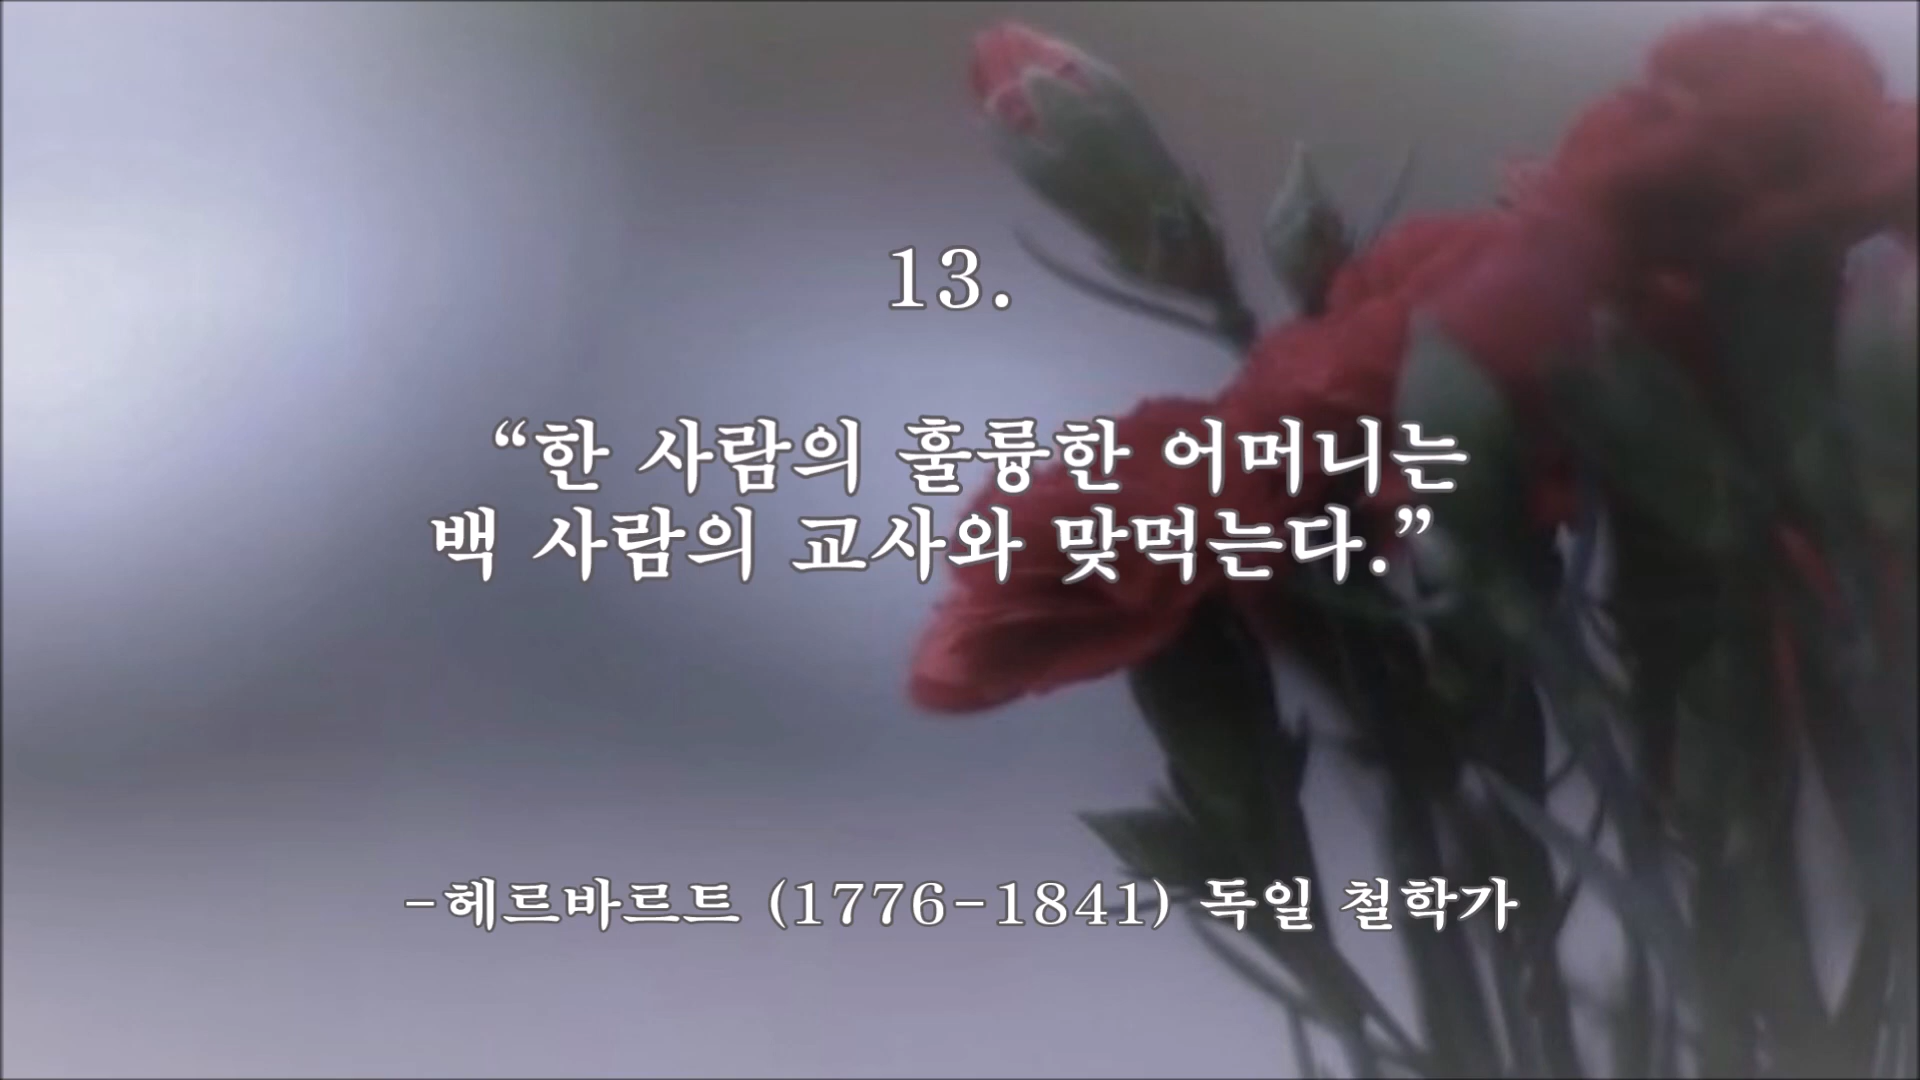 13.
“한 사람의 훌륭한 어머니는
백 사람의 교사와 맞먹는다.”
-헤르바르트 (1776-1841) 독일 철학가